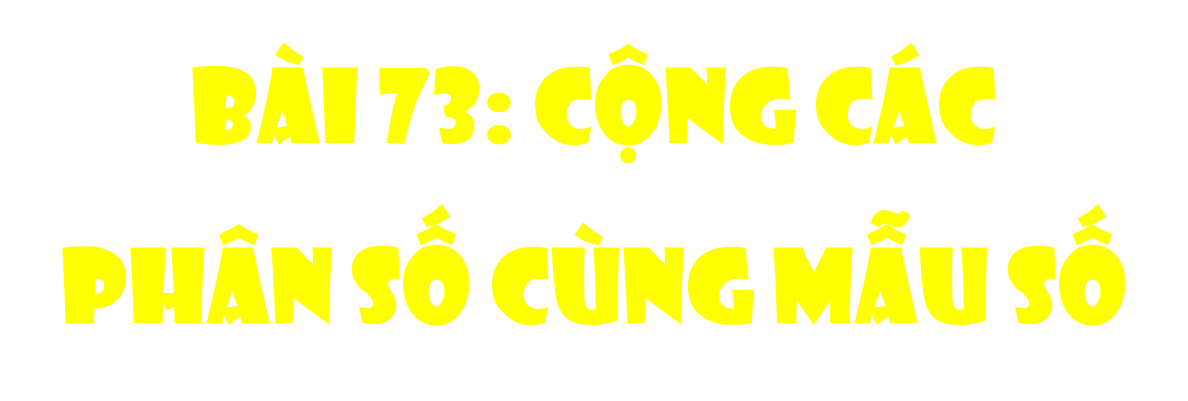 BÀI 73: CỘNG CÁC
PHÂN SỐ CÙNG MẪU SỐ